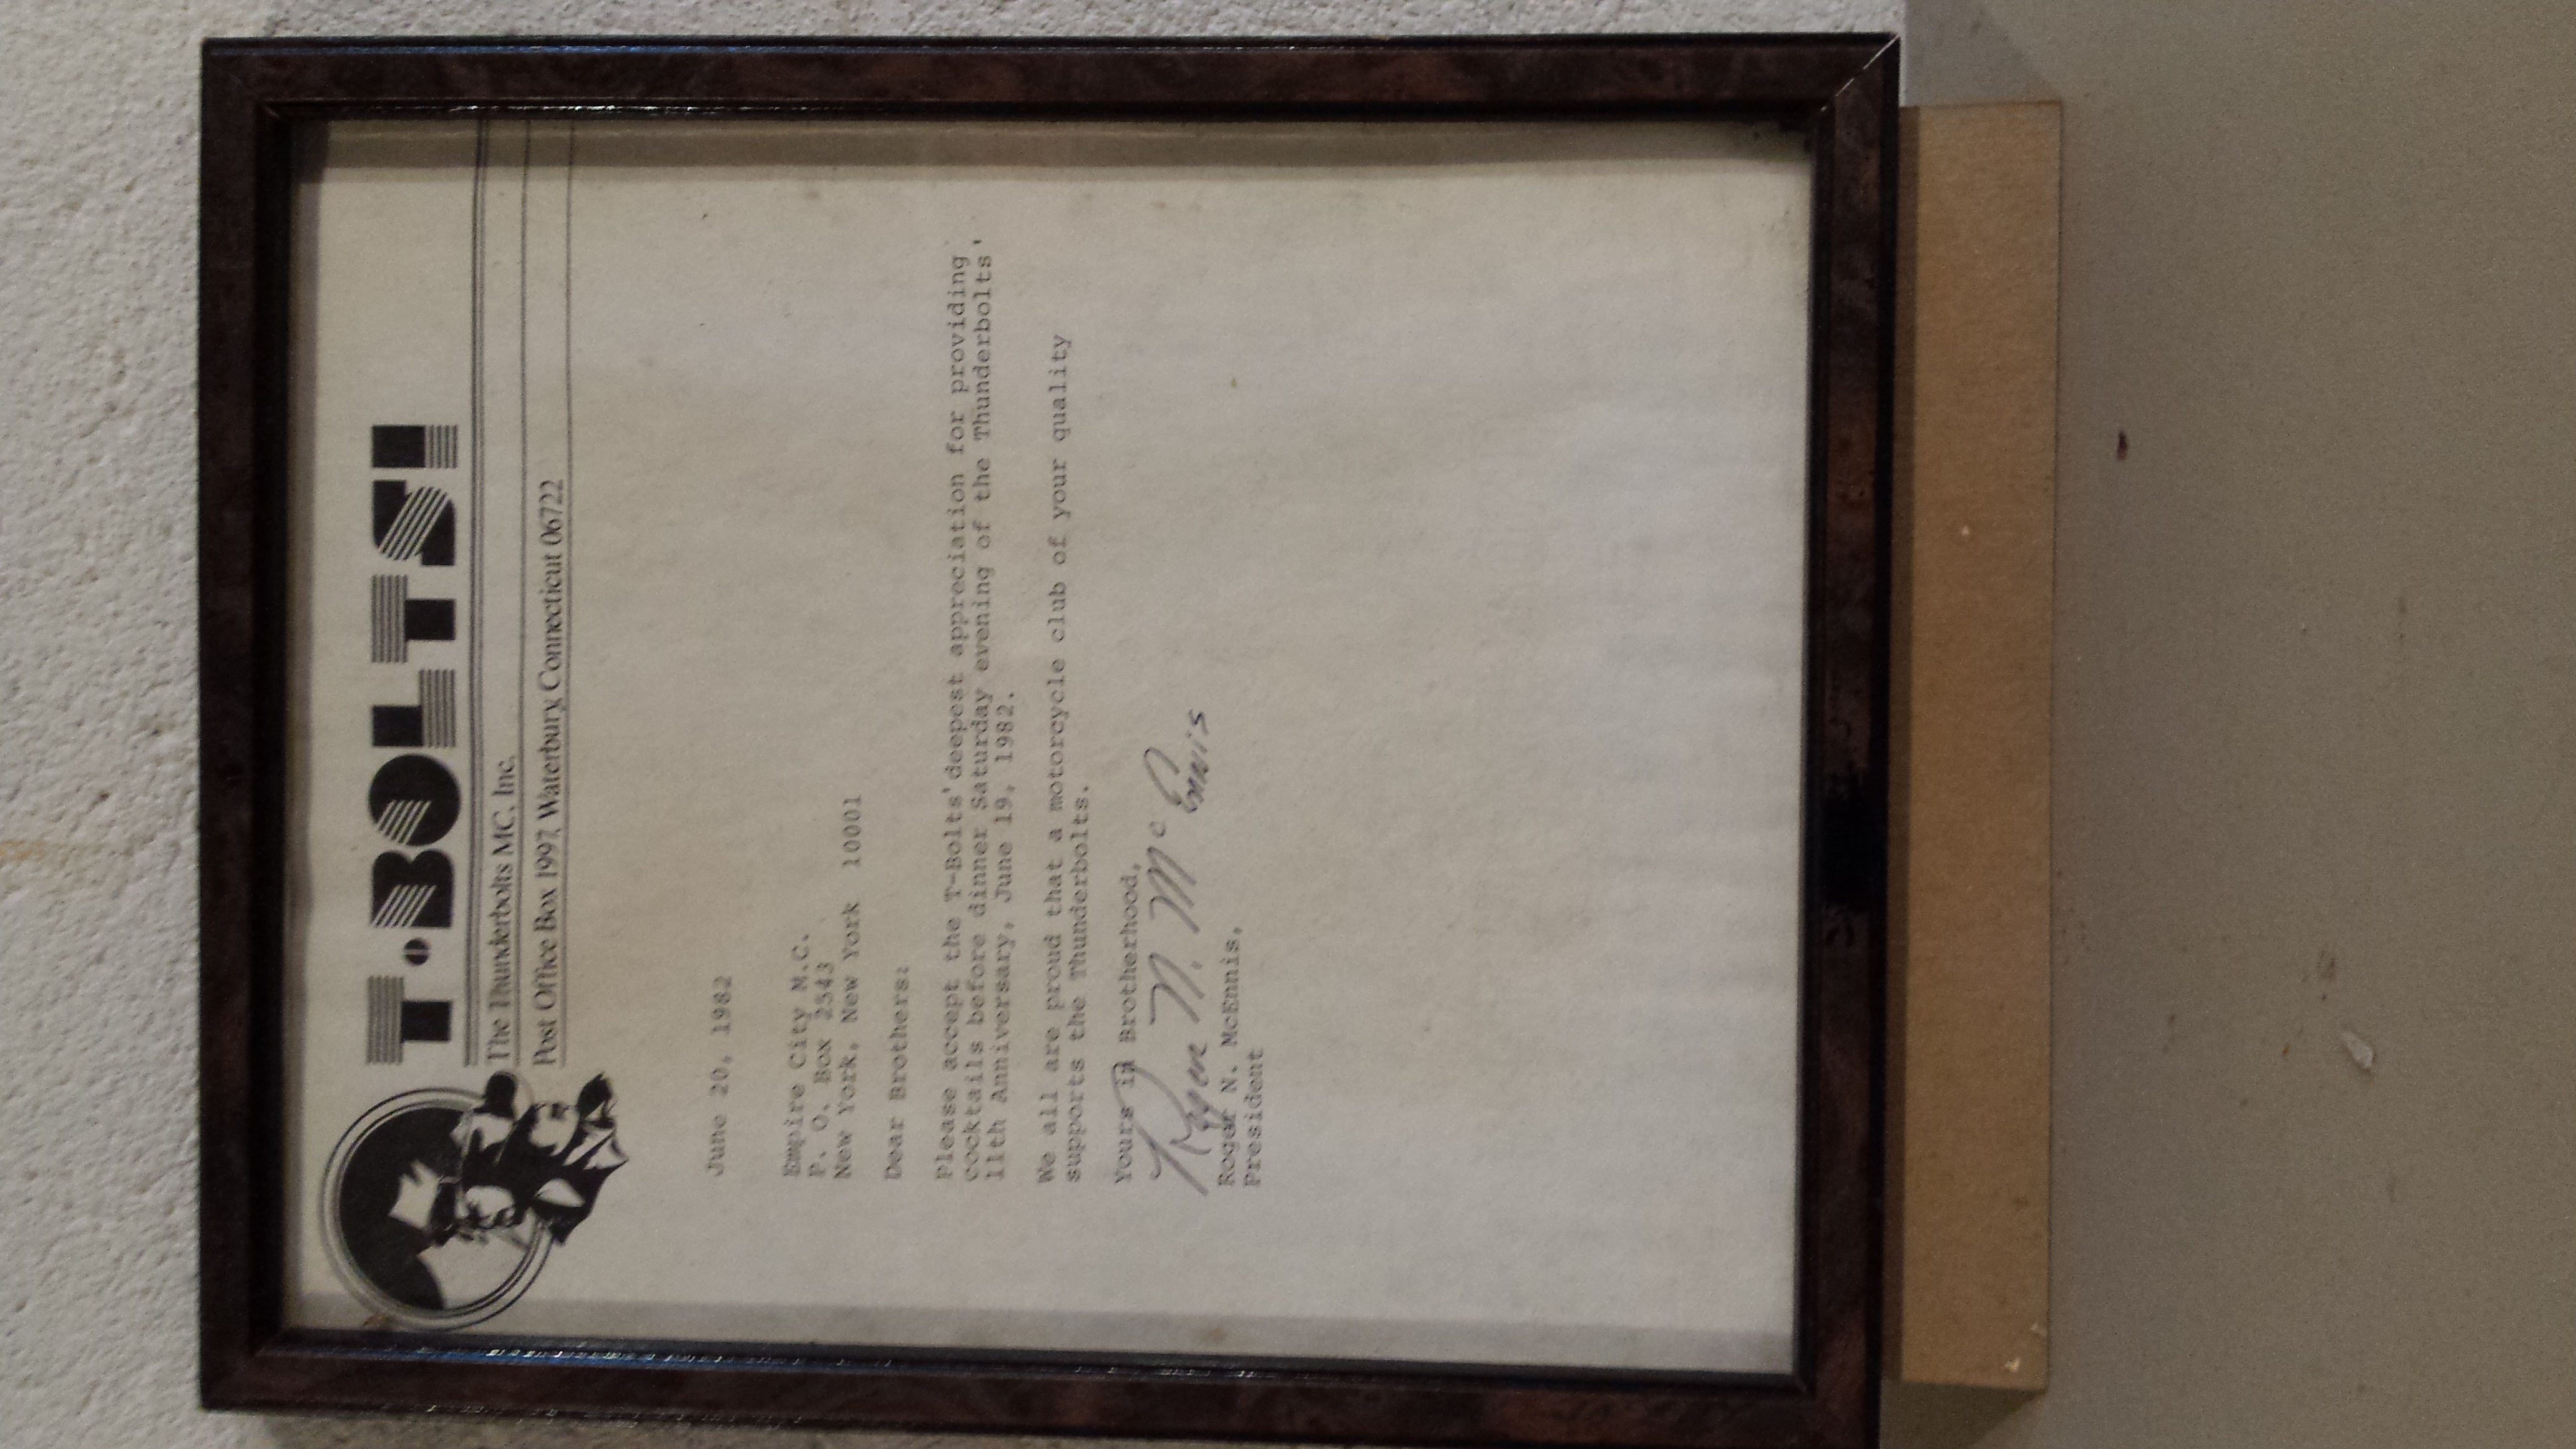 T·BOLTS!
The Thunderbolts MC, Inc.
Post Office Box 1997, Waterbury, Connecticut 06722
June 20, 1982
Empire City M.C.
P. O. Box 2543
New York, New York 10001
Dear Brothers:
Please accept the T-Bolts' deepest appreciation for providing
cocktails before dinner Saturday evening of the Thunderbolts'
11th Anniversary, June 19, 1982.
We all are proud that a motorcycle club of your quality
supports the Thunderbolts.
Yours in Brotherhood,
Roger N. McEnnis
Roger N. McEnnis,
President